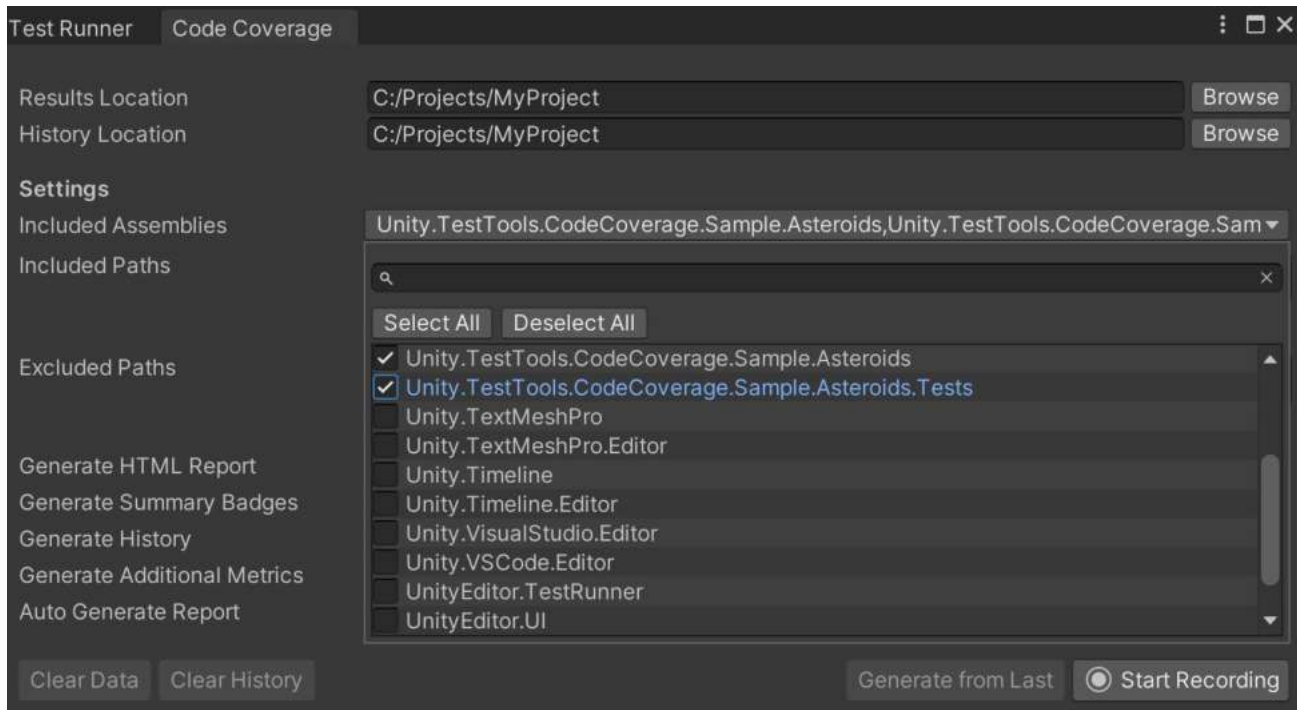 Test Runner Code Coverage
Results Location C:/Projects/MyProject Browse
History Location C:/Projects/MyProject Browse
Settings
Included Assemblies Unity.TestTools.CodeCoverage.Sample.Asteroids,Unity.TestTools.CodeCoverage.Sam
Included Paths
Select All Deselect All
Unity.TestTools.CodeCoverage.Sample.Asteroids
Excluded Paths
Unity.TestTools.CodeCoverage.Sample.Asteroids.Tests
Unity.TextMeshPro
Unity.TextMeshPro.Editor
Generate HTML Report
Unity.Timeline
Generate Summary Badges
Unity.Timeline.Editor
Generate History
Unity.VisualStudio.Editor
Unity.VSCode.Editor
Generate Additional Metrics
UnityEditor.TestRunner
Auto Generate Report
UnityEditor.UI
Clear Data Clear History Generate from Last Start Recording